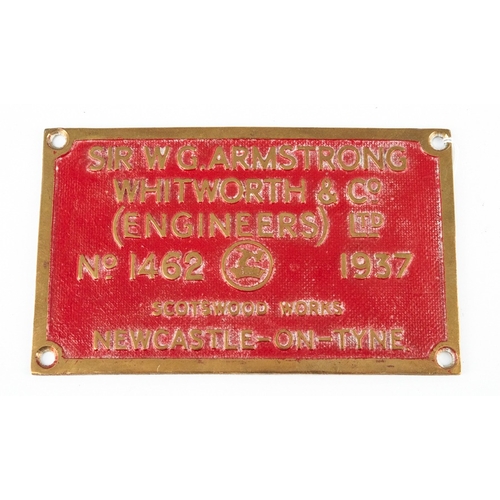 SIR W G. ARMSTRONG
WHITWORTH & CO
(ENGINEERS) LTD
NO 1462 1937
SCOTSWOOD WORKS
NEWCASTLE-ON-TYNE